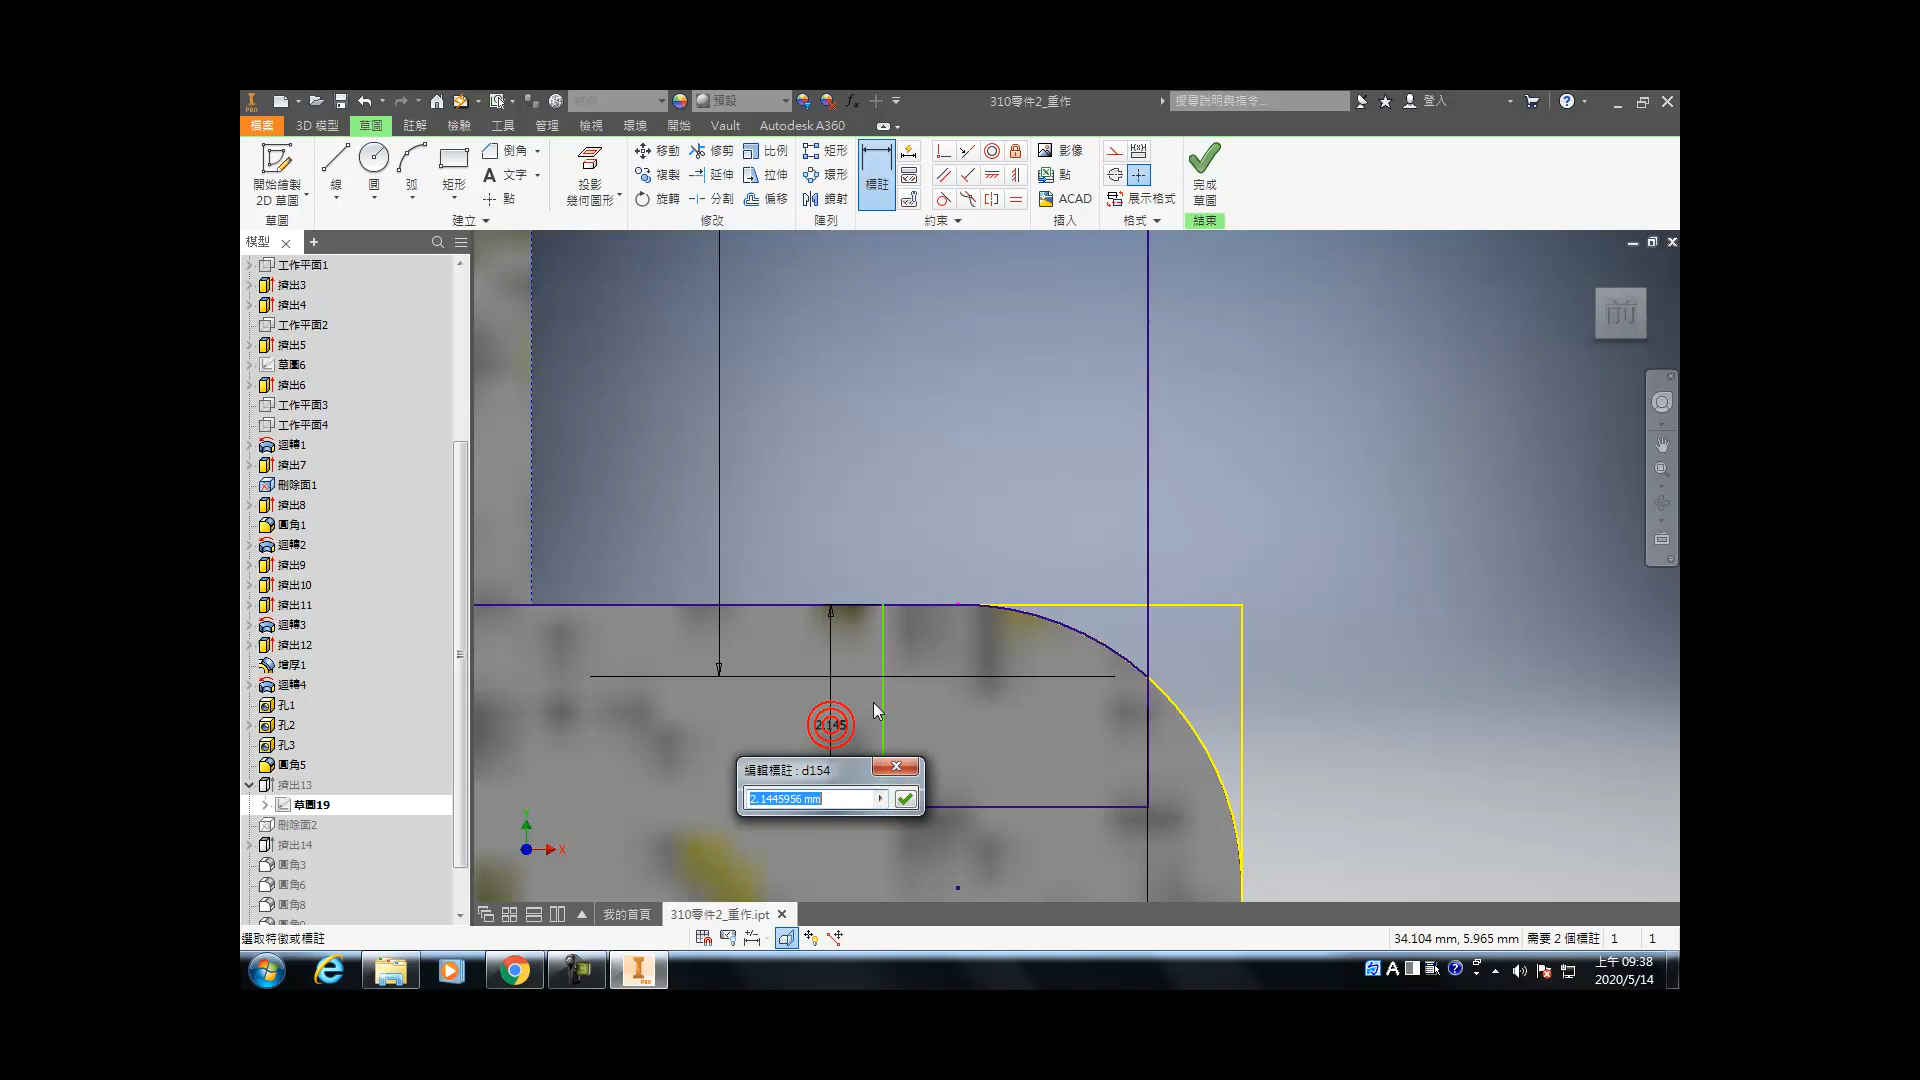 PRO
預設
310零件2_重作
搜尋說明與指令...
登入
檔案 3D 模型 草圖 註解 檢驗 工具 管理 檢視 環境 開始 Vault Autodesk A360
開始繪製
2D 草圖
草圖
線 圓 弧 矩形
倒角
文字
點
建立
投影
幾何圖形
移動 修剪 比例
複製 延伸 拉伸
旋轉 分割 偏移
修改
矩形
環形
鏡射
陣列
標註
約束
影像
點
ACAD
插入
展示格式
格式
完成
草圖
結束
模型
工作平面1
擠出3
擠出4
工作平面2
擠出5
草圖6
擠出6
工作平面3
工作平面4
迴轉1
擠出7
刪除面1
擠出8
圓角1
迴轉2
擠出9
擠出10
擠出11
迴轉3
擠出12
增厚1
迴轉4
孔1
孔2
孔3
圓角5
擠出13
草圖19
刪除面2
擠出14
圓角3
圓角6
圓角8
前
2.145
編輯標註 : d154
2.1445956 mm
Y
X
我的首頁
310零件2_重作.ipt
選取特徵或標註
34.104 mm, 5.965 mm 需要 2 個標註 1 1
PRO
A
上午 09:38
2020/5/14